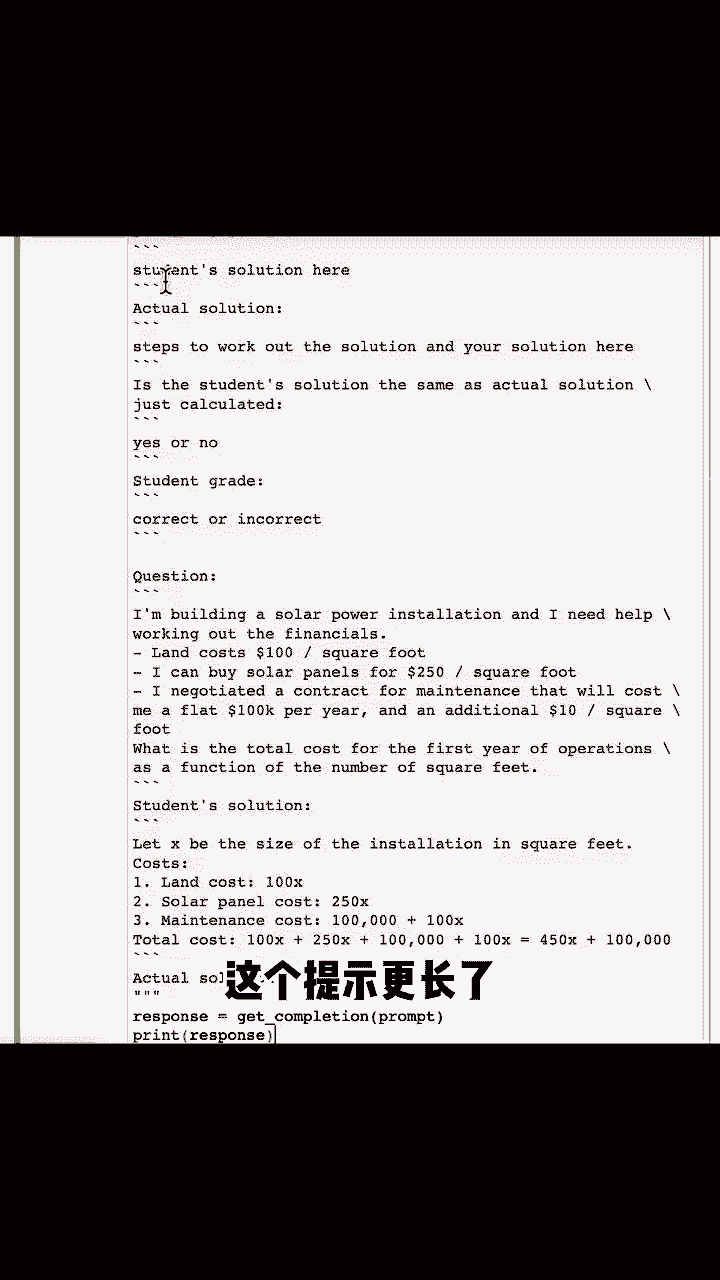 ```
student's solution here
```
Actual solution:
```
steps to work out the solution and your solution here
```
Is the student's solution the same as actual solution \
just calculated:
```
yes or no
```
Student grade:
```
correct or incorrect
```
Question:
```
I'm building a solar power installation and I need help \
working out the financials.
- Land costs $100 / square foot
- I can buy solar panels for $250 / square foot
- I negotiated a contract for maintenance that will cost \
me a flat $100k per year, and an additional $10 / square \
foot
What is the total cost for the first year of operations \
as a function of the number of square feet.
```
Student's solution:
```
Let x be the size of the installation in square feet.
Costs:
1. Land cost: 100x
2. Solar panel cost: 250x
3. Maintenance cost: 100,000 + 100x
Total cost: 100x + 250x + 100,000 + 100x = 450x + 100,000
```
Actual
这个提示更长了
"""
response = get_completion(prompt)
print(response)